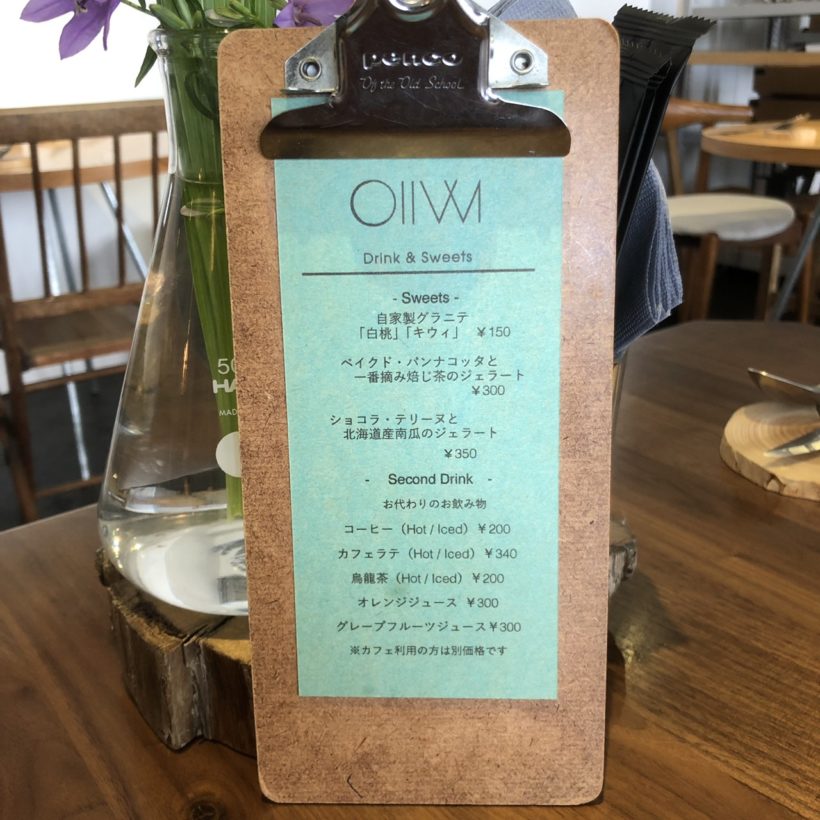 penco
Of the Old School.
Drink & Sweets
- Sweets -
自家製グラニテ
「白桃」「キウィ」 ￥150
ベイクド・パンナコッタと
一番摘み焙じ茶のジェラート
￥300
ショコラ・テリーヌと
北海道産南瓜のジェラート
￥350
- Second Drink -
お代わりのお飲み物
コーヒー（Hot / Iced）￥200
カフェラテ（Hot / Iced）￥340
烏龍茶（Hot / Iced）￥200
オレンジジュース ￥300
グレープフルーツジュース￥300
※カフェ利用の方は別価格です